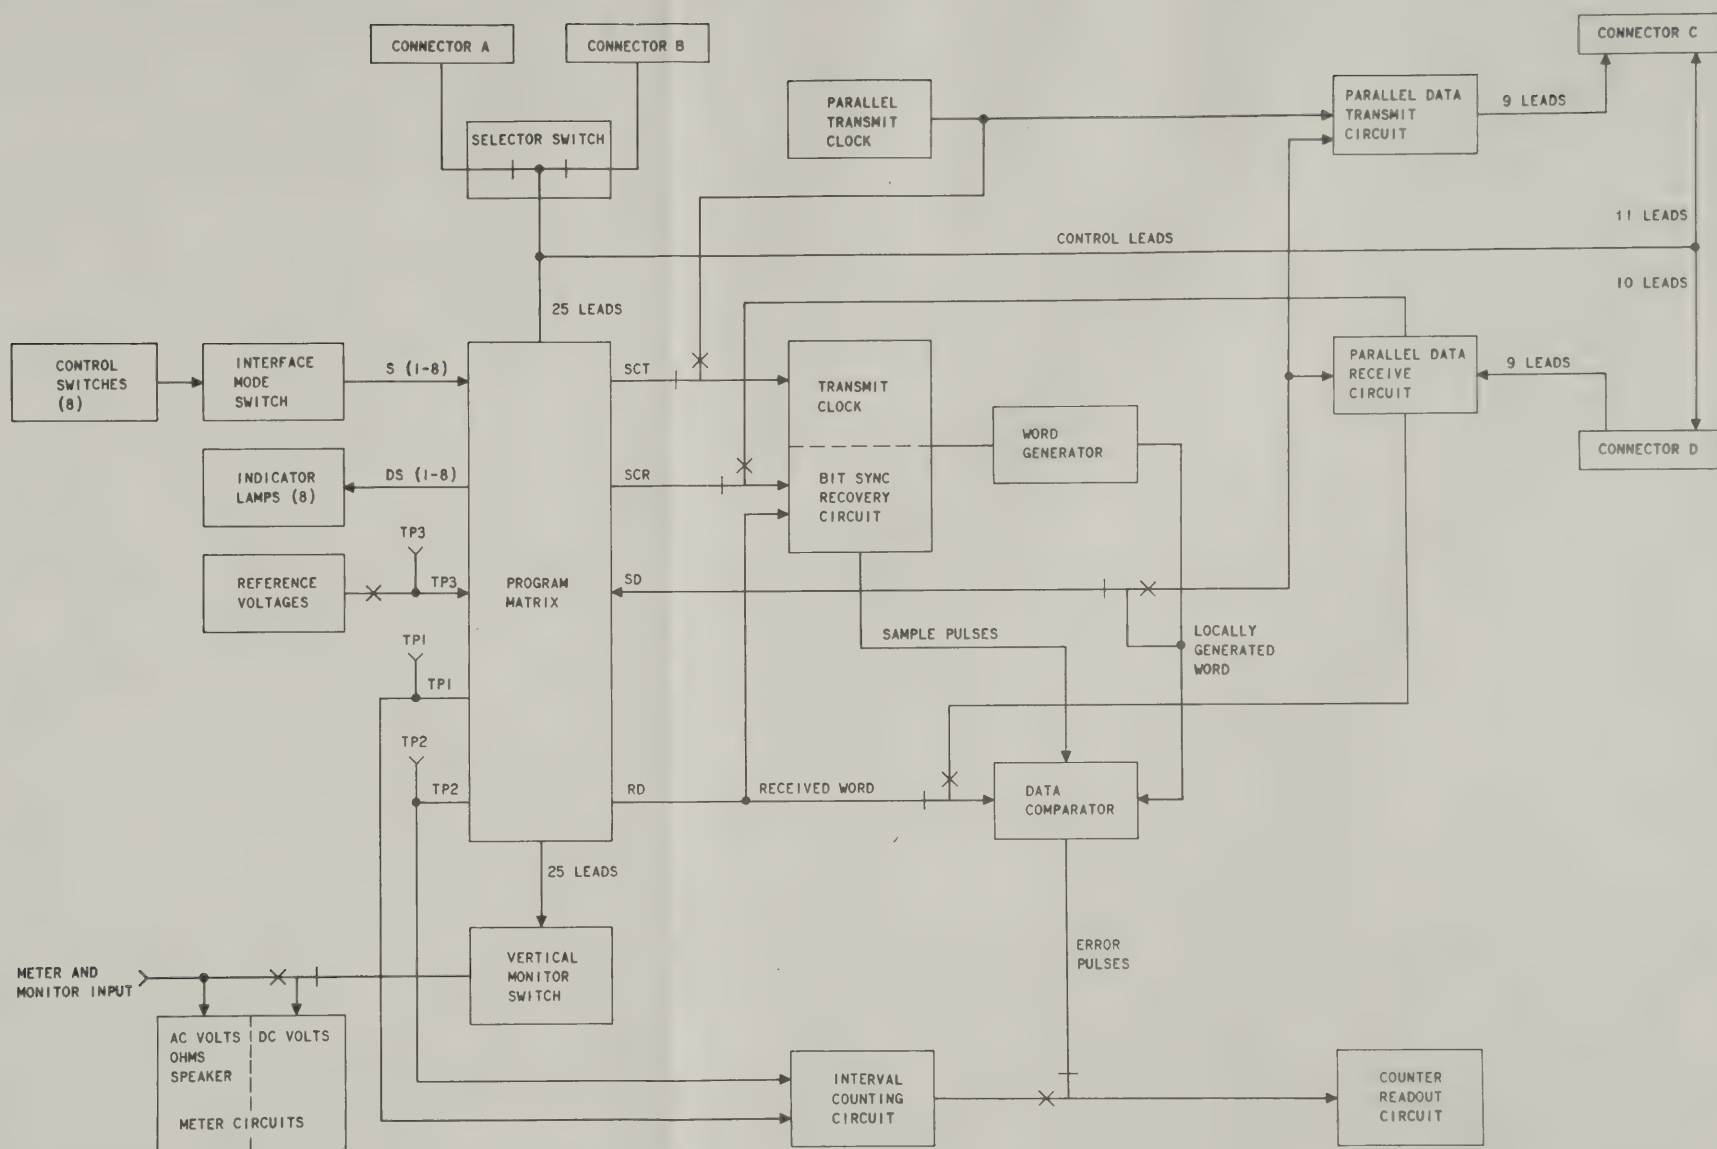 CONNECTOR A
CONNECTOR B
CONNECTOR C
PARALLEL
TRANSMIT
CLOCK
PARALLEL DATA
TRANSMIT
CIRCUIT
9 LEADS
SELECTOR SWITCH
11 LEADS
CONTROL LEADS
10 LEADS
25 LEADS
CONTROL
SWITCHES
(8)
INTERFACE
MODE
SWITCH
S (1-8)
SCT
TRANSMIT
CLOCK
PARALLEL DATA
RECEIVE
CIRCUIT
9 LEADS
WORD
GENERATOR
CONNECTOR D
INDICATOR
LAMPS (8)
DS (1-8)
SCR
BIT SYNC
RECOVERY
CIRCUIT
TP3
REFERENCE
VOLTAGES
TP3
PROGRAM
MATRIX
SD
TP1
TP1
SAMPLE PULSES
LOCALLY
GENERATED
WORD
TP2
TP2
RD
RECEIVED WORD
DATA
COMPARATOR
25 LEADS
VERTICAL
MONITOR
SWITCH
ERROR
PULSES
METER AND
MONITOR INPUT
AC VOLTS
OHMS
SPEAKER
DC VOLTS
METER CIRCUITS
INTERVAL
COUNTING
CIRCUIT
COUNTER
READOUT
CIRCUIT